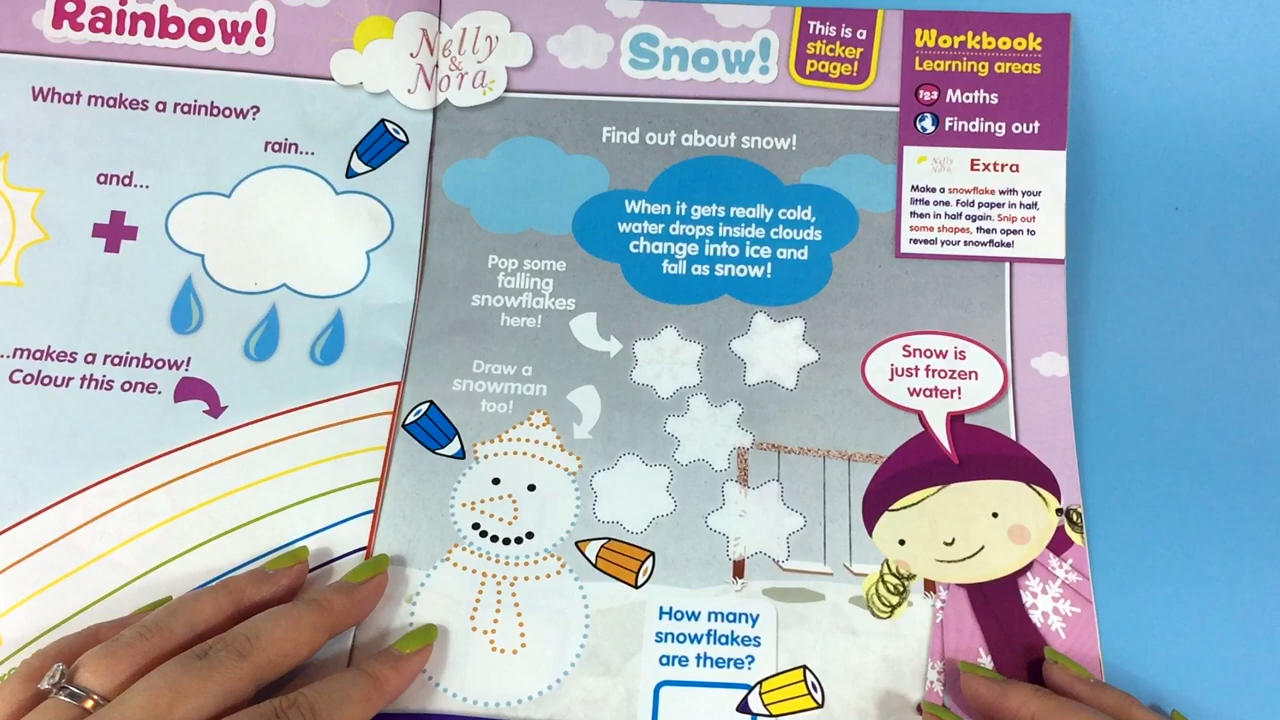 Rainbow!
What makes a rainbow?
rain...
and...
...makes a rainbow!
Colour this one.
Nelly
&
Nora
Snow!
This is a
sticker
page!
Workbook
Learning areas
123 Maths
Finding out
Nelly
&
Nora
Extra
Make a snowflake with your
little one. Fold paper in half,
then in half again. Snip out
some shapes, then open to
reveal your snowflake!
Find out about snow!
When it gets really cold,
water drops inside clouds
change into ice and
fall as snow!
Pop some
falling
snowflakes
here!
Draw a
snowman
too!
Snow is
just frozen
water!
How many
snowflakes
are there?